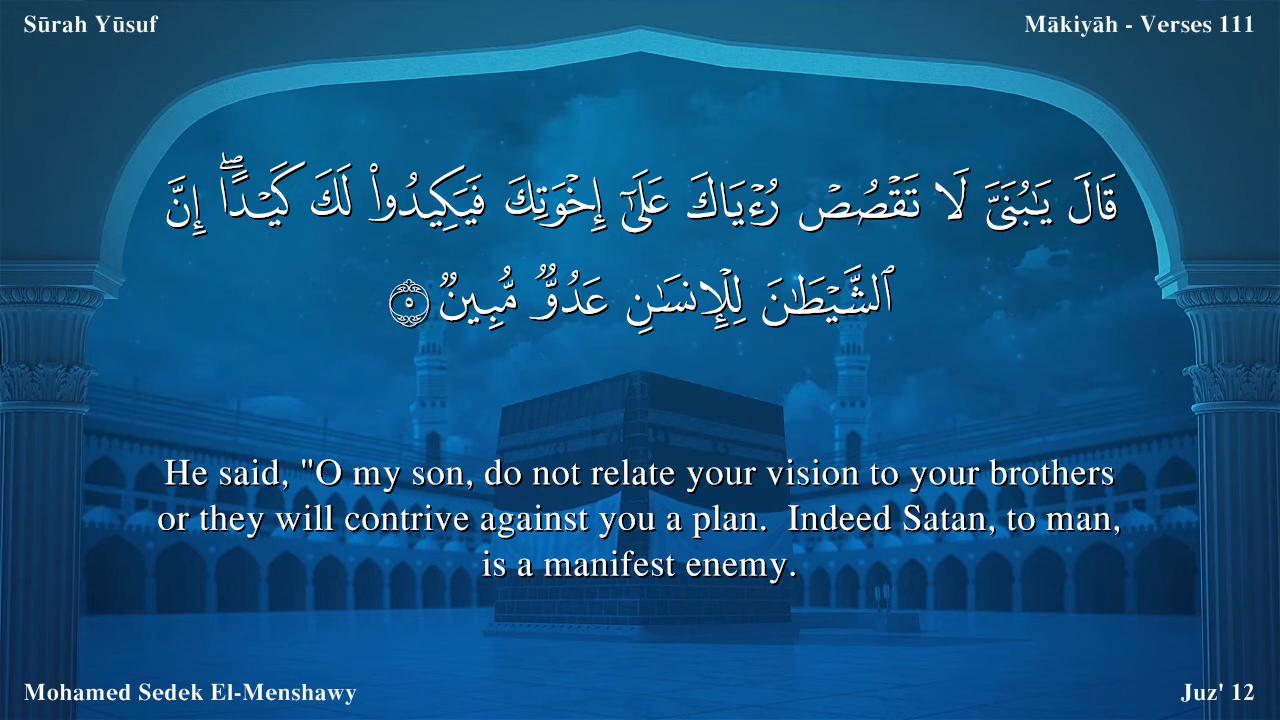 Sūrah Yūsuf
Mākiyāh - Verses 111
قَالَ يَـٰبُنَىَّ لَا تَقْصُصْ رُءْيَاكَ عَلَىٰٓ إِخْوَتِكَ فَيَكِيدُوا۟ لَكَ كَيْدًا ۖ إِنَّ
ٱلشَّيْطَـٰنَ لِلْإِنسَـٰنِ عَدُوٌّ مُّبِينٌ ٥
He said, "O my son, do not relate your vision to your brothers
or they will contrive against you a plan.  Indeed Satan, to man,
is a manifest enemy.
Mohamed Sedek El-Menshawy
Juz' 12